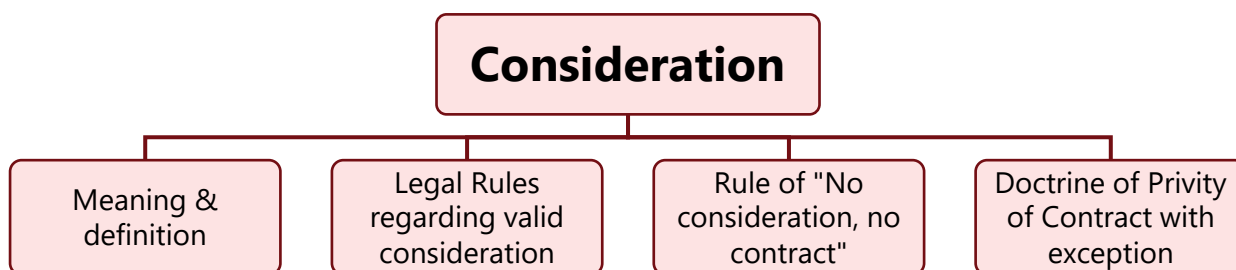 Consideration
Meaning &
definition
Legal Rules
regarding valid
consideration
Rule of "No
consideration, no
contract"
Doctrine of Privity
of Contract with
exception